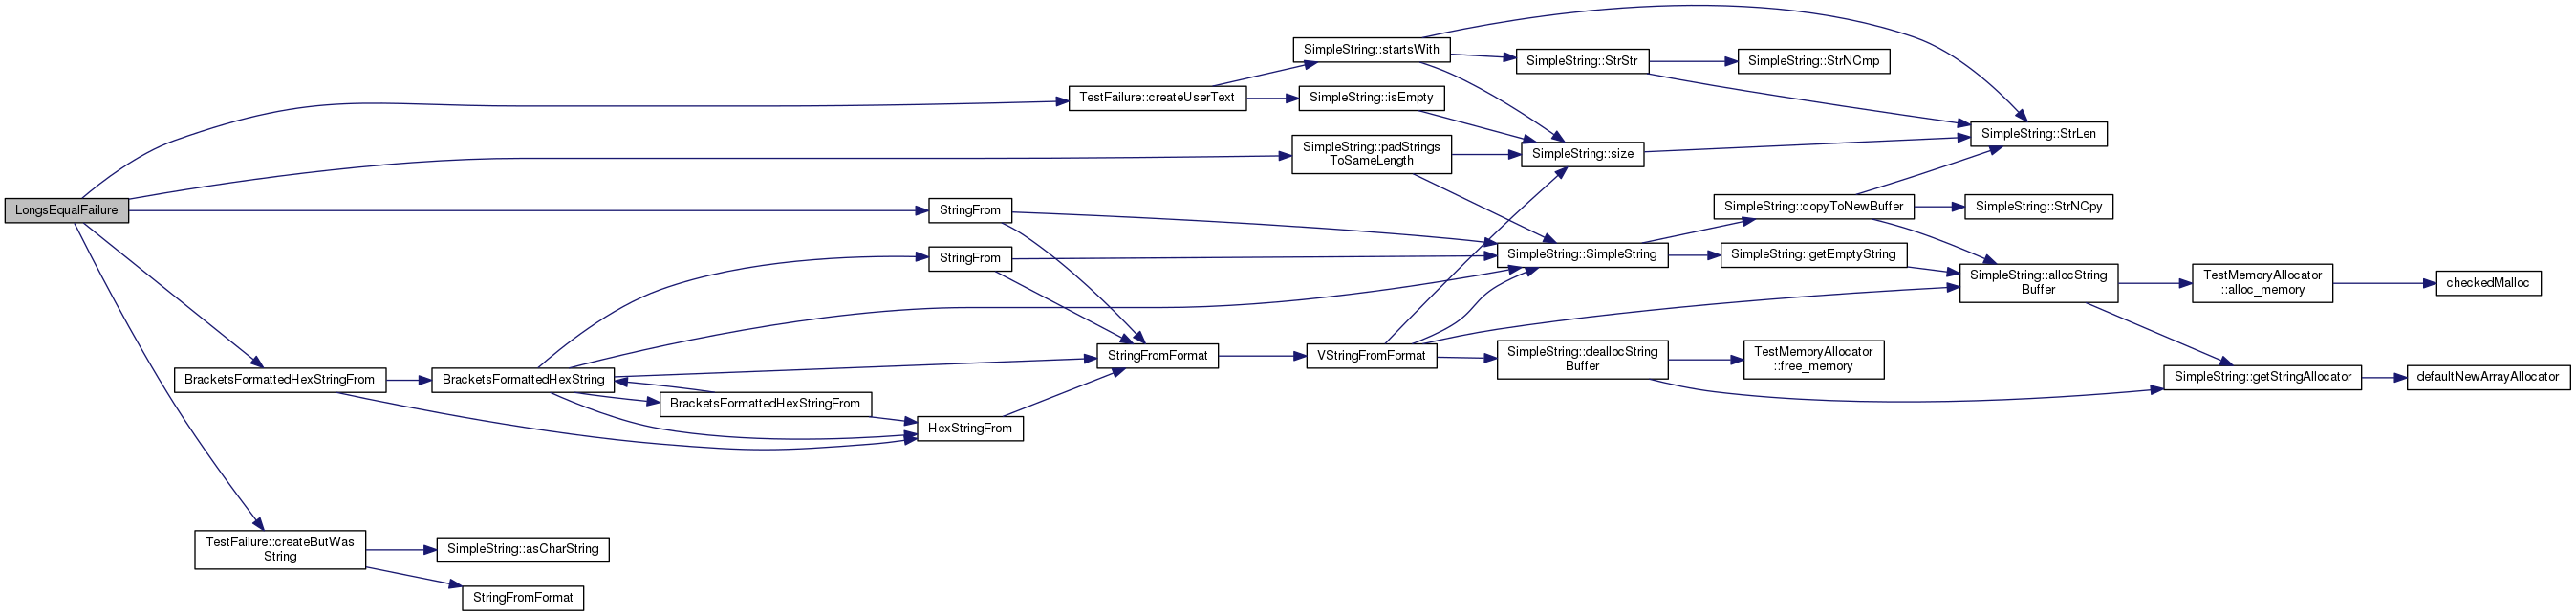 LongsEqualFailure
TestFailure::createUserText
SimpleString::startsWith
SimpleString::StrStr
SimpleString::StrNCmp
SimpleString::isEmpty
SimpleString::padStrings
ToSameLength
SimpleString::size
SimpleString::StrLen
StringFrom
StringFrom
SimpleString::SimpleString
SimpleString::copyToNewBuffer
SimpleString::StrNCpy
SimpleString::getEmptyString
SimpleString::allocString
Buffer
TestMemoryAllocator
::alloc_memory
checkedMalloc
BracketsFormattedHexStringFrom
BracketsFormattedHexString
BracketsFormattedHexStringFrom
HexStringFrom
StringFromFormat
VStringFromFormat
SimpleString::deallocString
Buffer
TestMemoryAllocator
::free_memory
SimpleString::getStringAllocator
defaultNewArrayAllocator
TestFailure::createButWas
String
SimpleString::asCharString
StringFromFormat